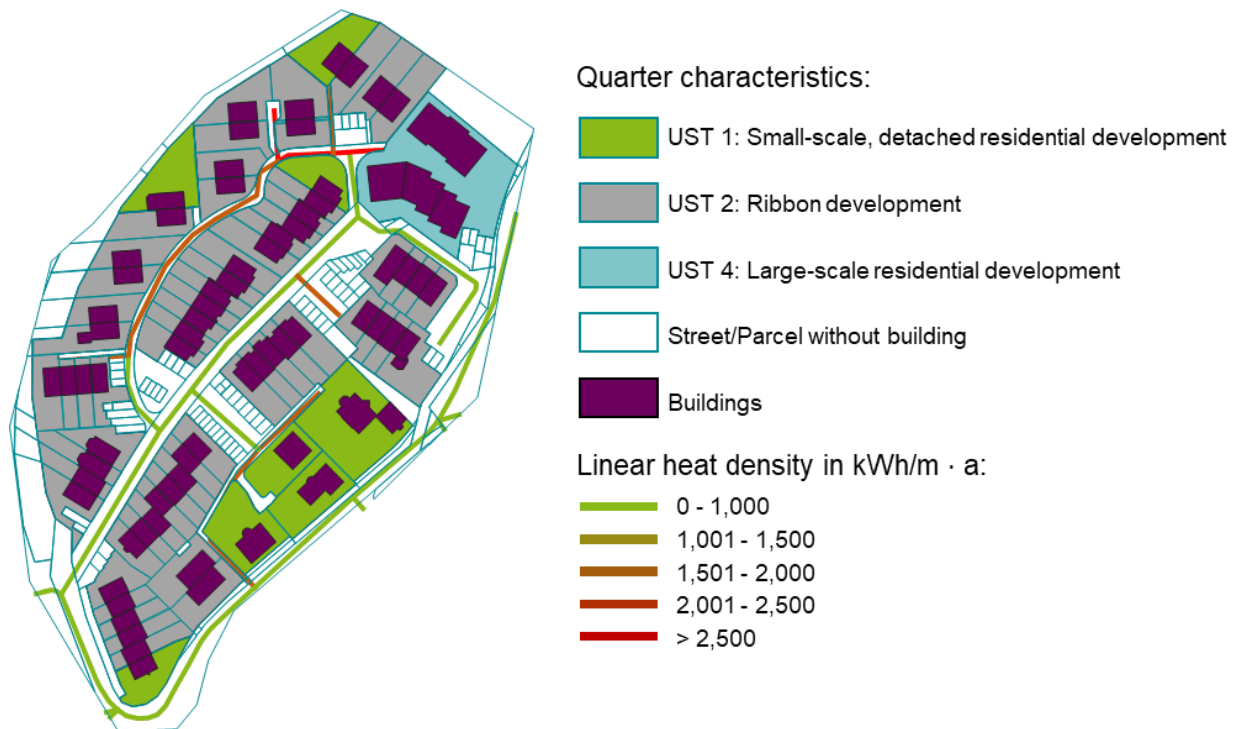 Quarter characteristics:
UST 1: Small-scale, detached residential development
UST 2: Ribbon development
UST 4: Large-scale residential development
Street/Parcel without building
Buildings
Linear heat density in kWh/m · a:
0 - 1,000
1,001 - 1,500
1,501 - 2,000
2,001 - 2,500
> 2,500